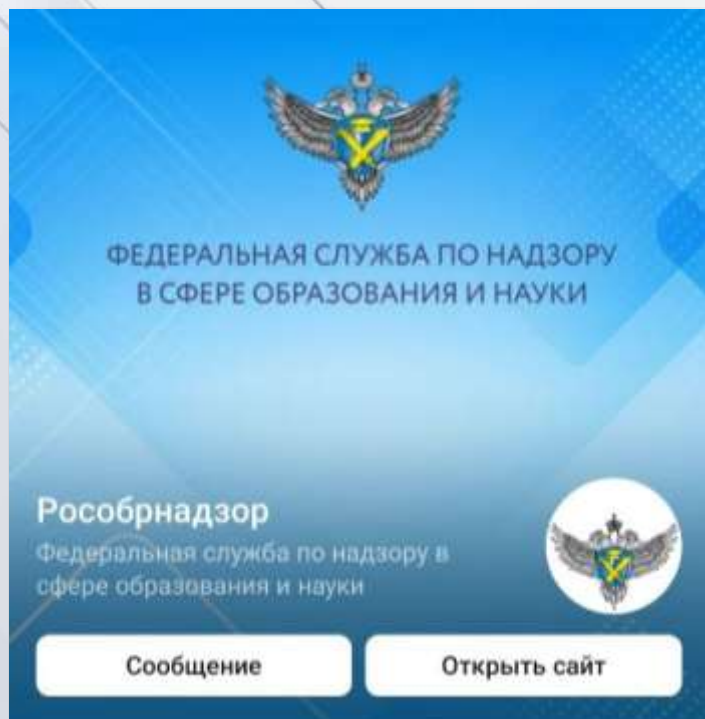 ФЕДЕРАЛЬНАЯ СЛУЖБА ПО НАДЗОРУ
В СФЕРЕ ОБРАЗОВАНИЯ И НАУКИ
Рособрнадзор
Федеральная служба по надзору в
сфере образования и науки
Сообщение
Открыть сайт